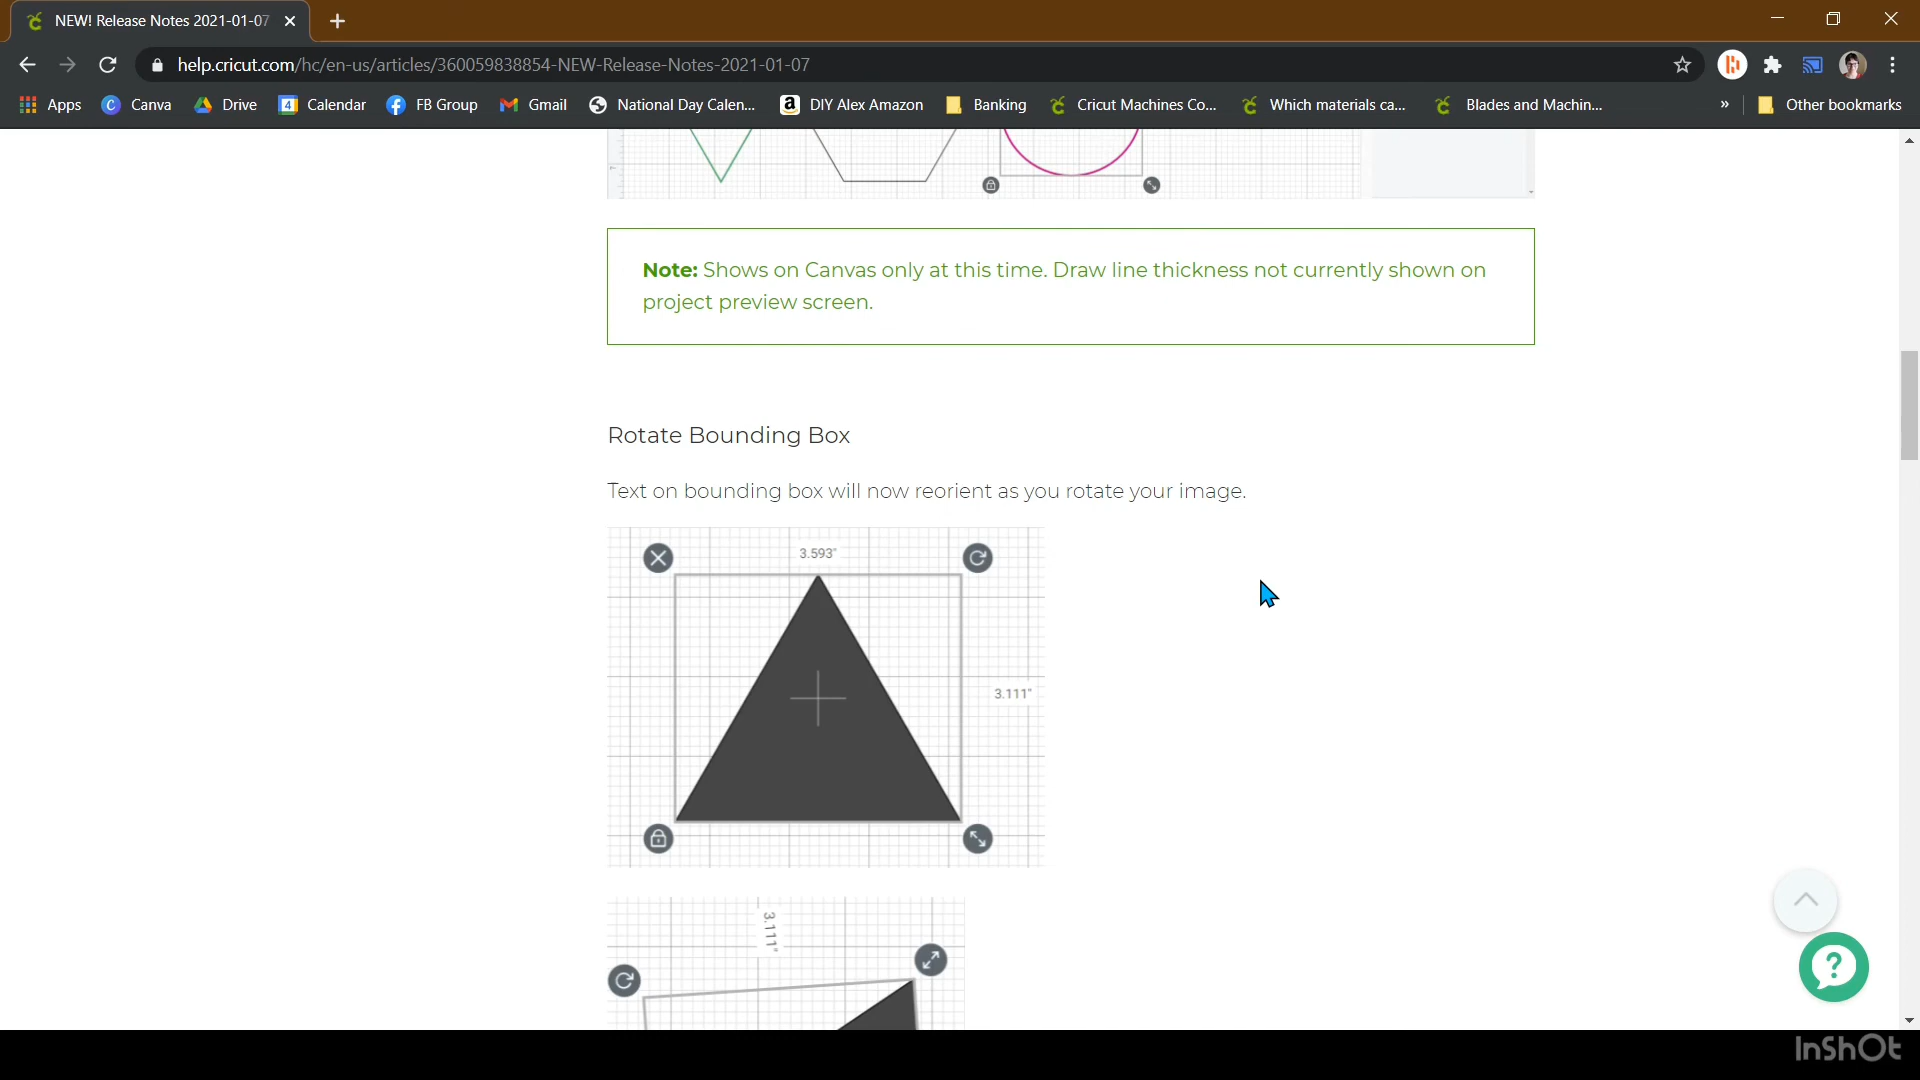 NEW! Release Notes 2021-01-07
help.cricut.com/hc/en-us/articles/360059838854-NEW-Release-Notes-2021-01-07
Apps Canva Drive 4 Calendar FB Group Gmail National Day Calen... a DIY Alex Amazon Banking Cricut Machines Co... Which materials ca... Blades and Machin... » Other bookmarks
Note: Shows on Canvas only at this time. Draw line thickness not currently shown on
project preview screen.
Rotate Bounding Box
Text on bounding box will now reorient as you rotate your image.
3.593"
3.111"
3.111"
?
InShOt